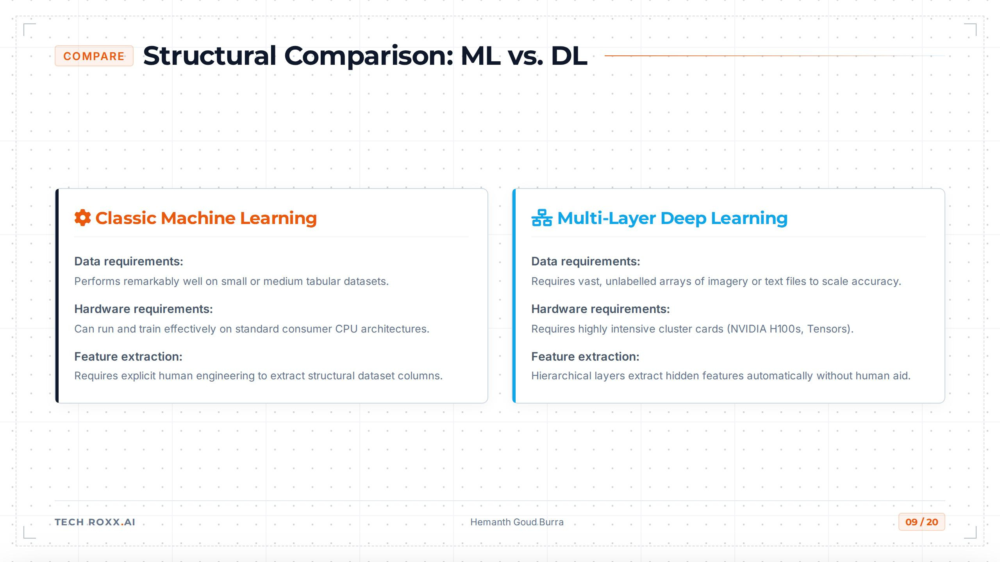 COMPARE
Structural Comparison: ML vs. DL
Classic Machine Learning
Data requirements:
Performs remarkably well on small or medium tabular datasets.
Hardware requirements:
Can run and train effectively on standard consumer CPU architectures.
Feature extraction:
Requires explicit human engineering to extract structural dataset columns.
Multi-Layer Deep Learning
Data requirements:
Requires vast, unlabelled arrays of imagery or text files to scale accuracy.
Hardware requirements:
Requires highly intensive cluster cards (NVIDIA H100s, Tensors).
Feature extraction:
Hierarchical layers extract hidden features automatically without human aid.
TECH ROXX.AI
Hemanth Goud Burra
09 / 20